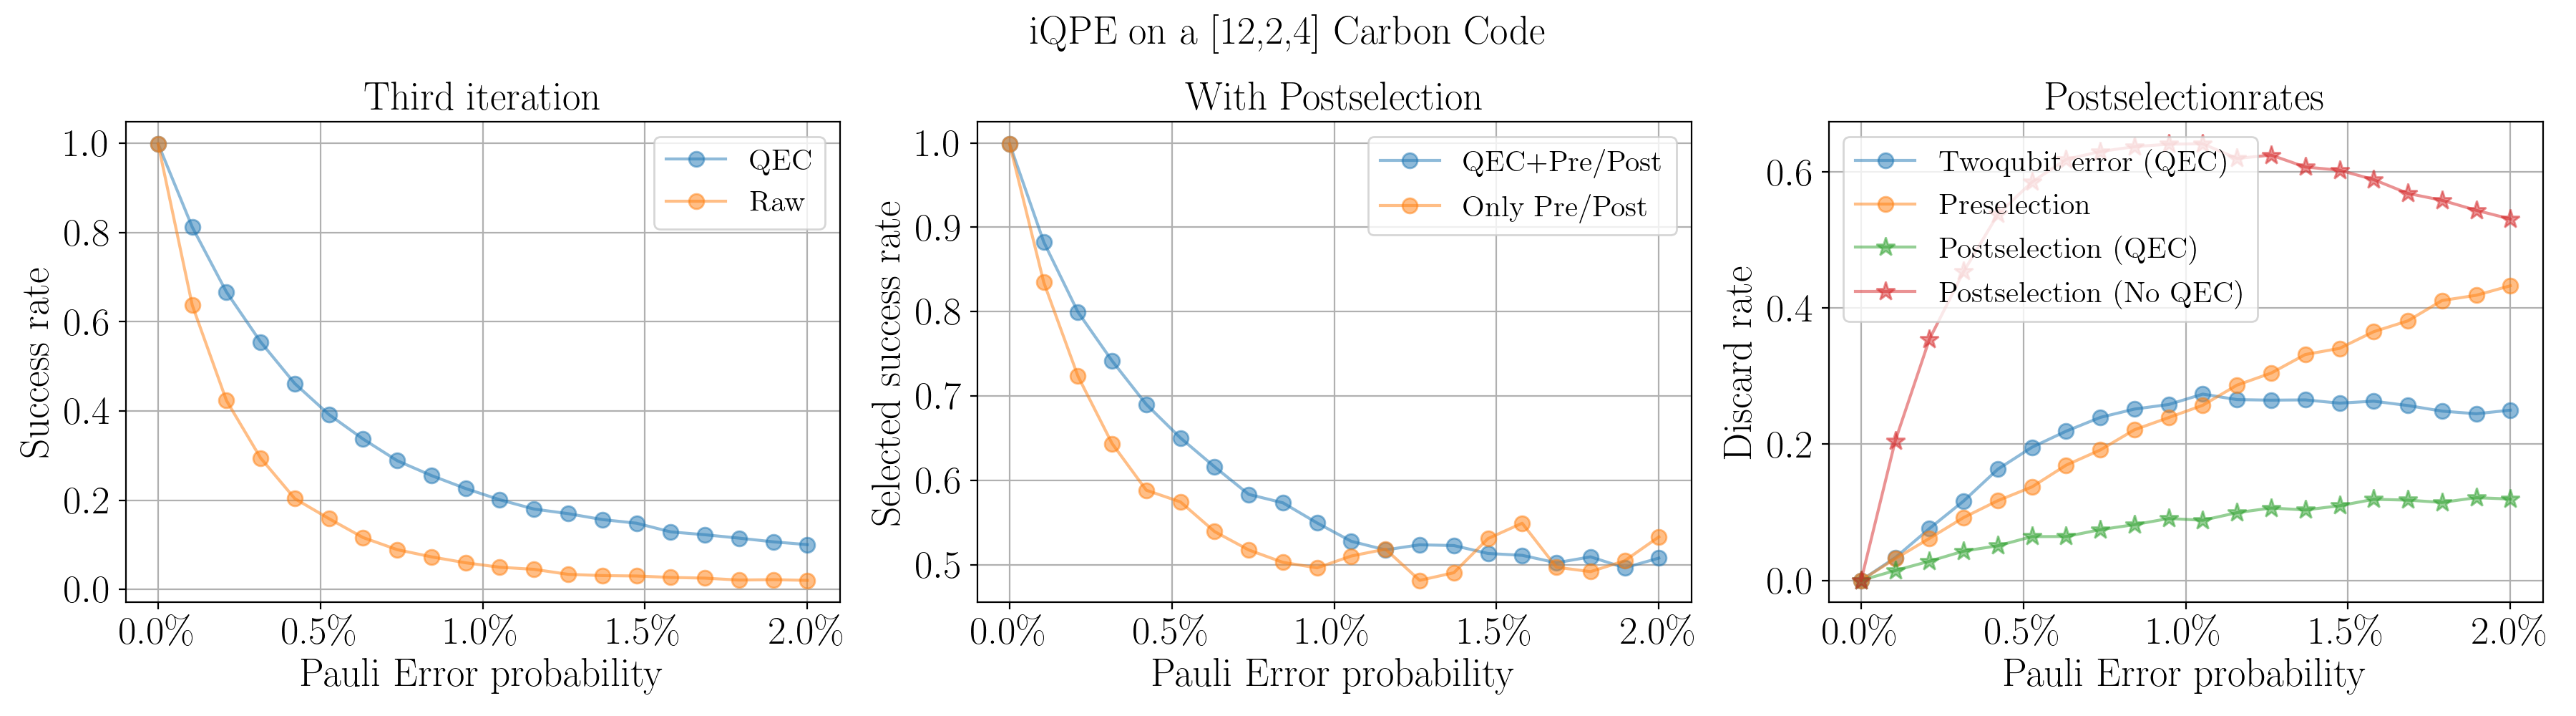 iQPE on a [12,2,4] Carbon Code
Third iteration
Success rate
1.0
0.8
0.6
0.4
0.2
0.0
QEC
Raw
0.0%
0.5%
1.0%
1.5%
2.0%
Pauli Error probability
With Postselection
Selected success rate
1.0
0.9
0.8
0.7
0.6
0.5
QEC+Pre/Post
Only Pre/Post
0.0%
0.5%
1.0%
1.5%
2.0%
Pauli Error probability
Postselectionrates
Discard rate
0.6
0.4
0.2
0.0
Twoqubit error (QEC)
Preselection
Postselection (QEC)
Postselection (No QEC)
0.0%
0.5%
1.0%
1.5%
2.0%
Pauli Error probability